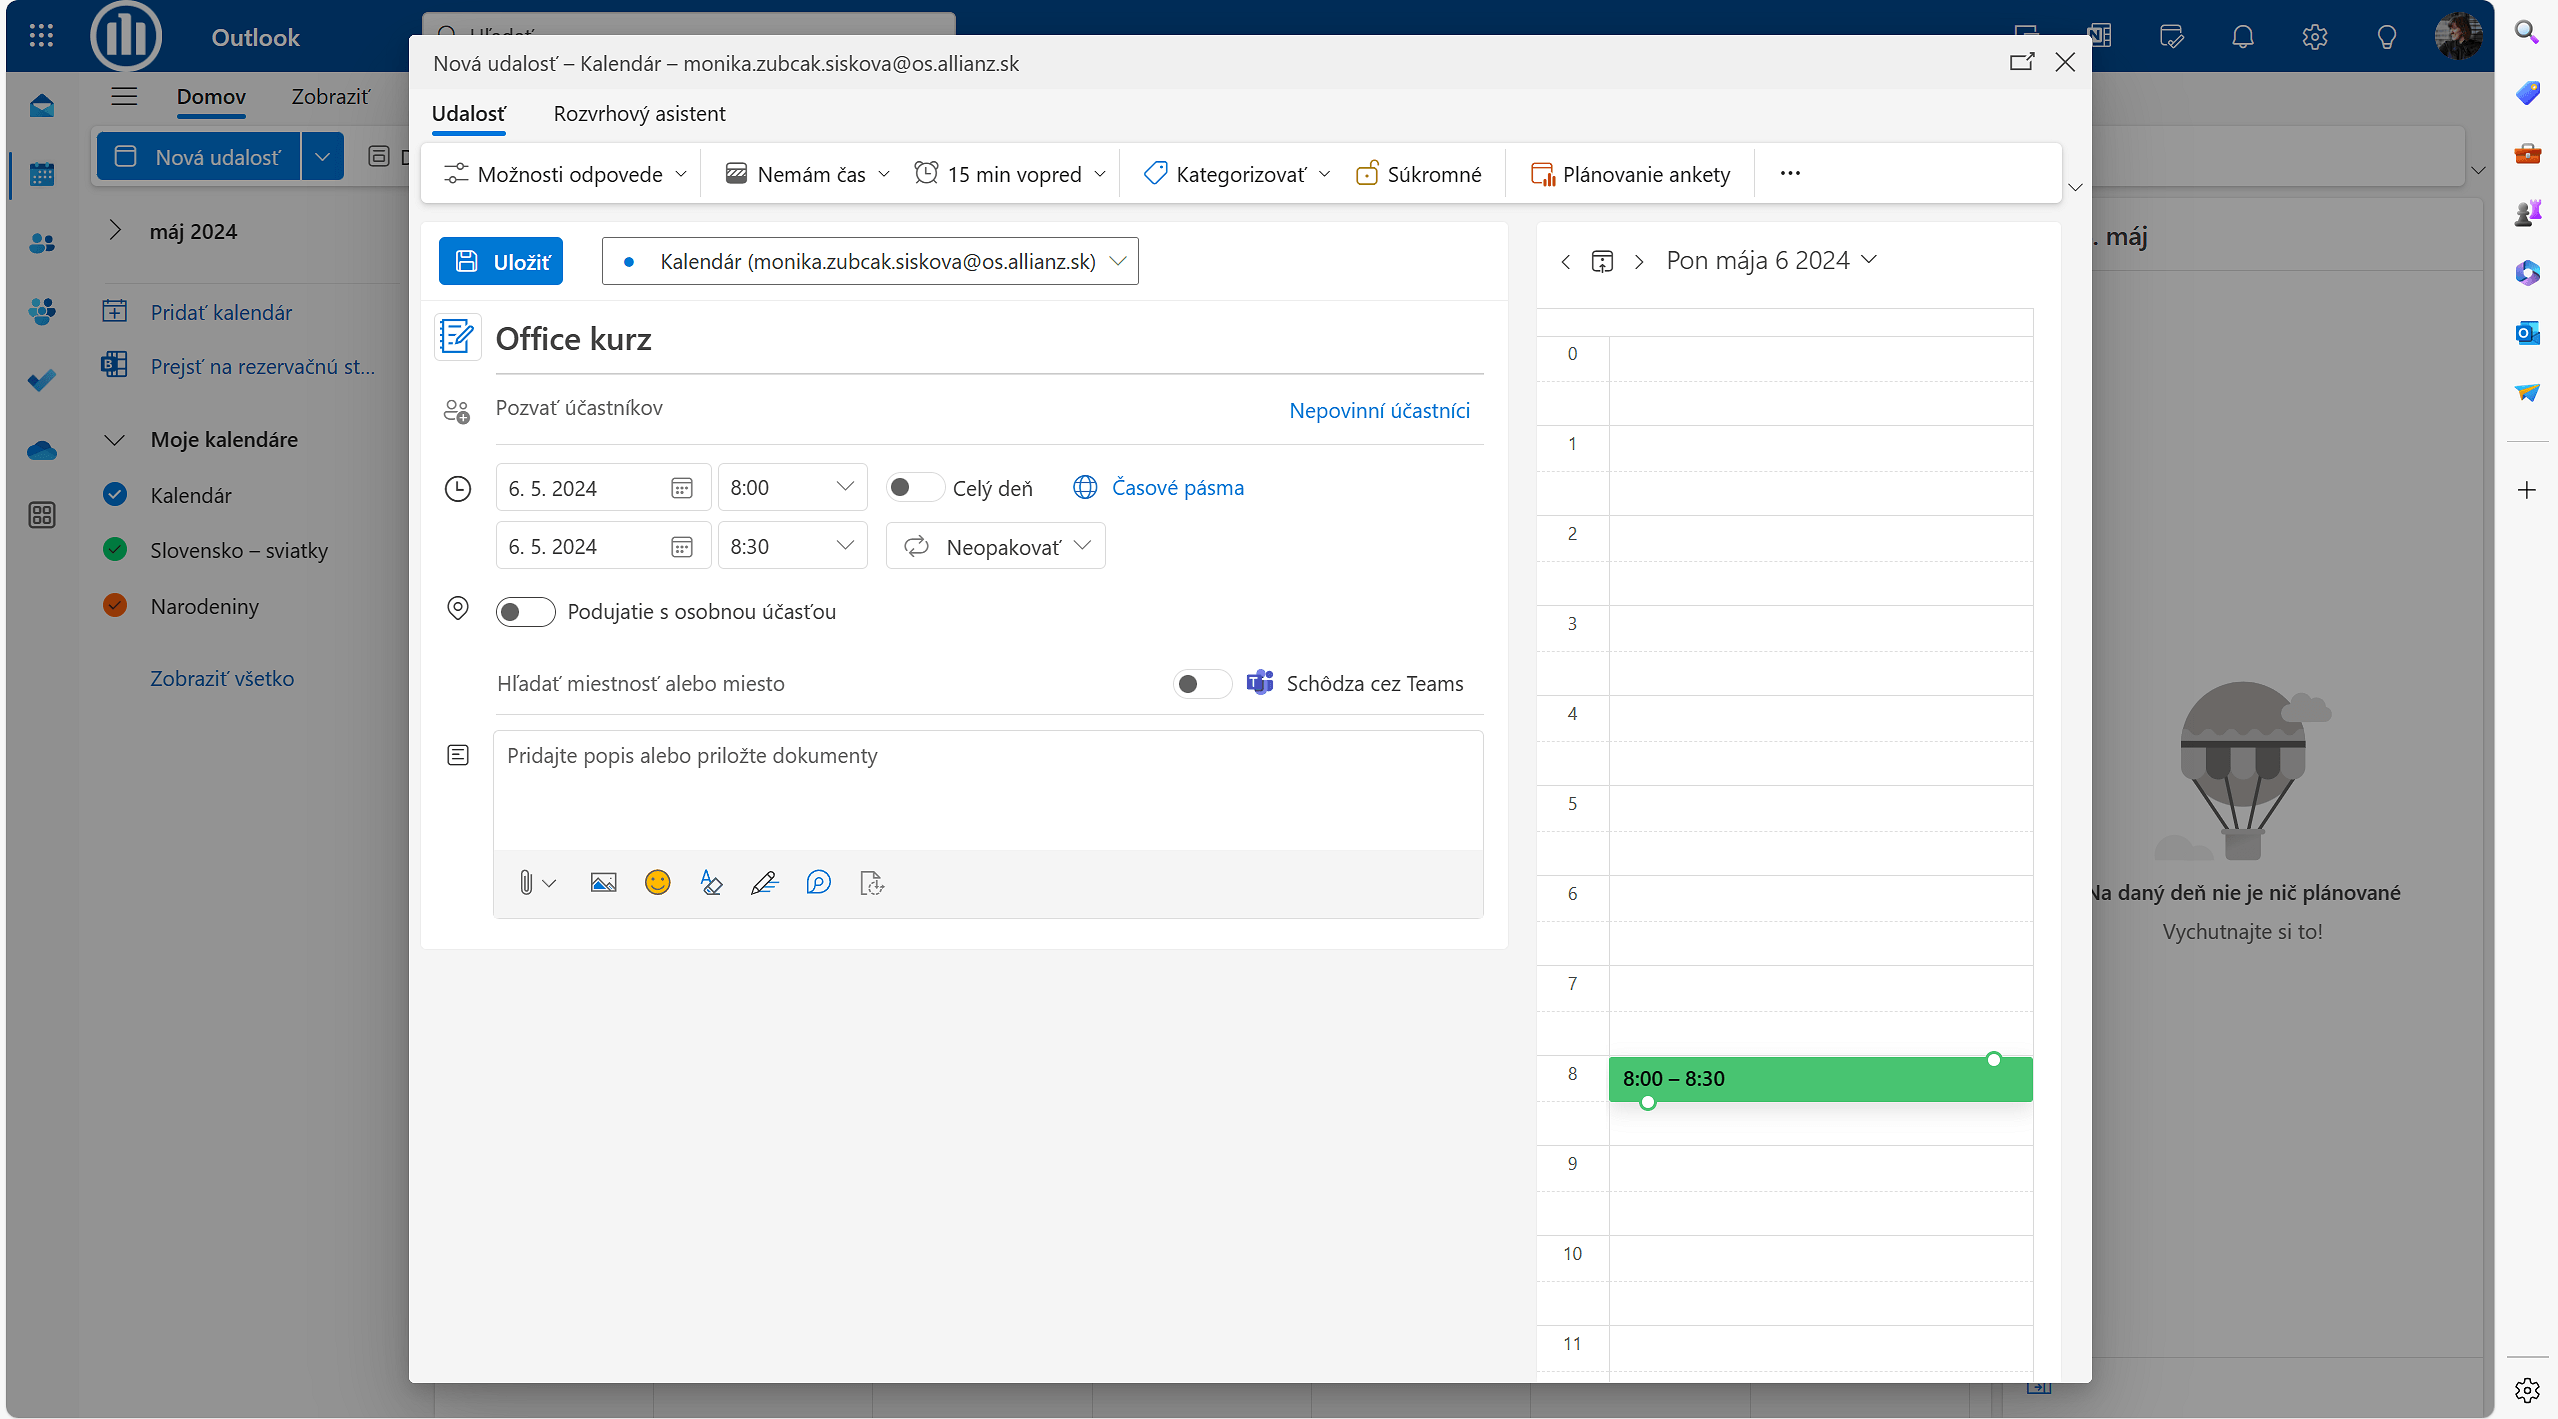 Outlook
Nová udalosť – Kalendár – monika.zubcak.siskova@os.allianz.sk
Domov
Zobraziť
Udalosť
Rozvrhový asistent
Nová udalosť
Možnosti odpovede
Nemám čas
15 min vopred
Kategorizovať
Súkromné
Plánovanie ankety
máj 2024
Uložiť
Kalendár (monika.zubcak.siskova@os.allianz.sk)
Pon mája 6 2024
. máj
Pridať kalendár
Prejsť na rezervačnú st...
Office kurz
Pozvať účastníkov
Nepovinní účastníci
Moje kalendáre
Kalendár
Slovensko – sviatky
Narodeniny
Zobraziť všetko
6. 5. 2024
8:00
Celý deň
Časové pásma
6. 5. 2024
8:30
Neopakovať
Podujatie s osobnou účasťou
Hľadať miestnosť alebo miesto
Schôdza cez Teams
Pridajte popis alebo priložte dokumenty
0
1
2
3
4
5
6
7
8
8:00 – 8:30
9
10
11
Na daný deň nie je nič plánované
Vychutnajte si to!